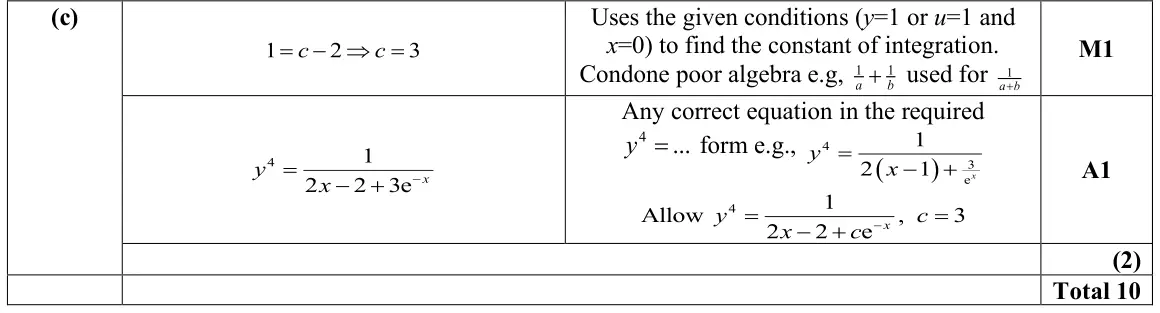 (c)
1 = c − 2 ⇒ c = 3
Uses the given conditions (y=1 or u=1 and
x=0) to find the constant of integration.
Condone poor algebra e.g, 1/a + 1/b used for 1/(a+b)
M1
y⁴ = 1/(2x − 2 + 3e⁻ˣ)
Any correct equation in the required
y⁴ = ... form e.g., y⁴ = 1/(2(x−1) + 3/eˣ)
Allow y⁴ = 1/(2x − 2 + ce⁻ˣ), c = 3
A1
(2)
Total 10